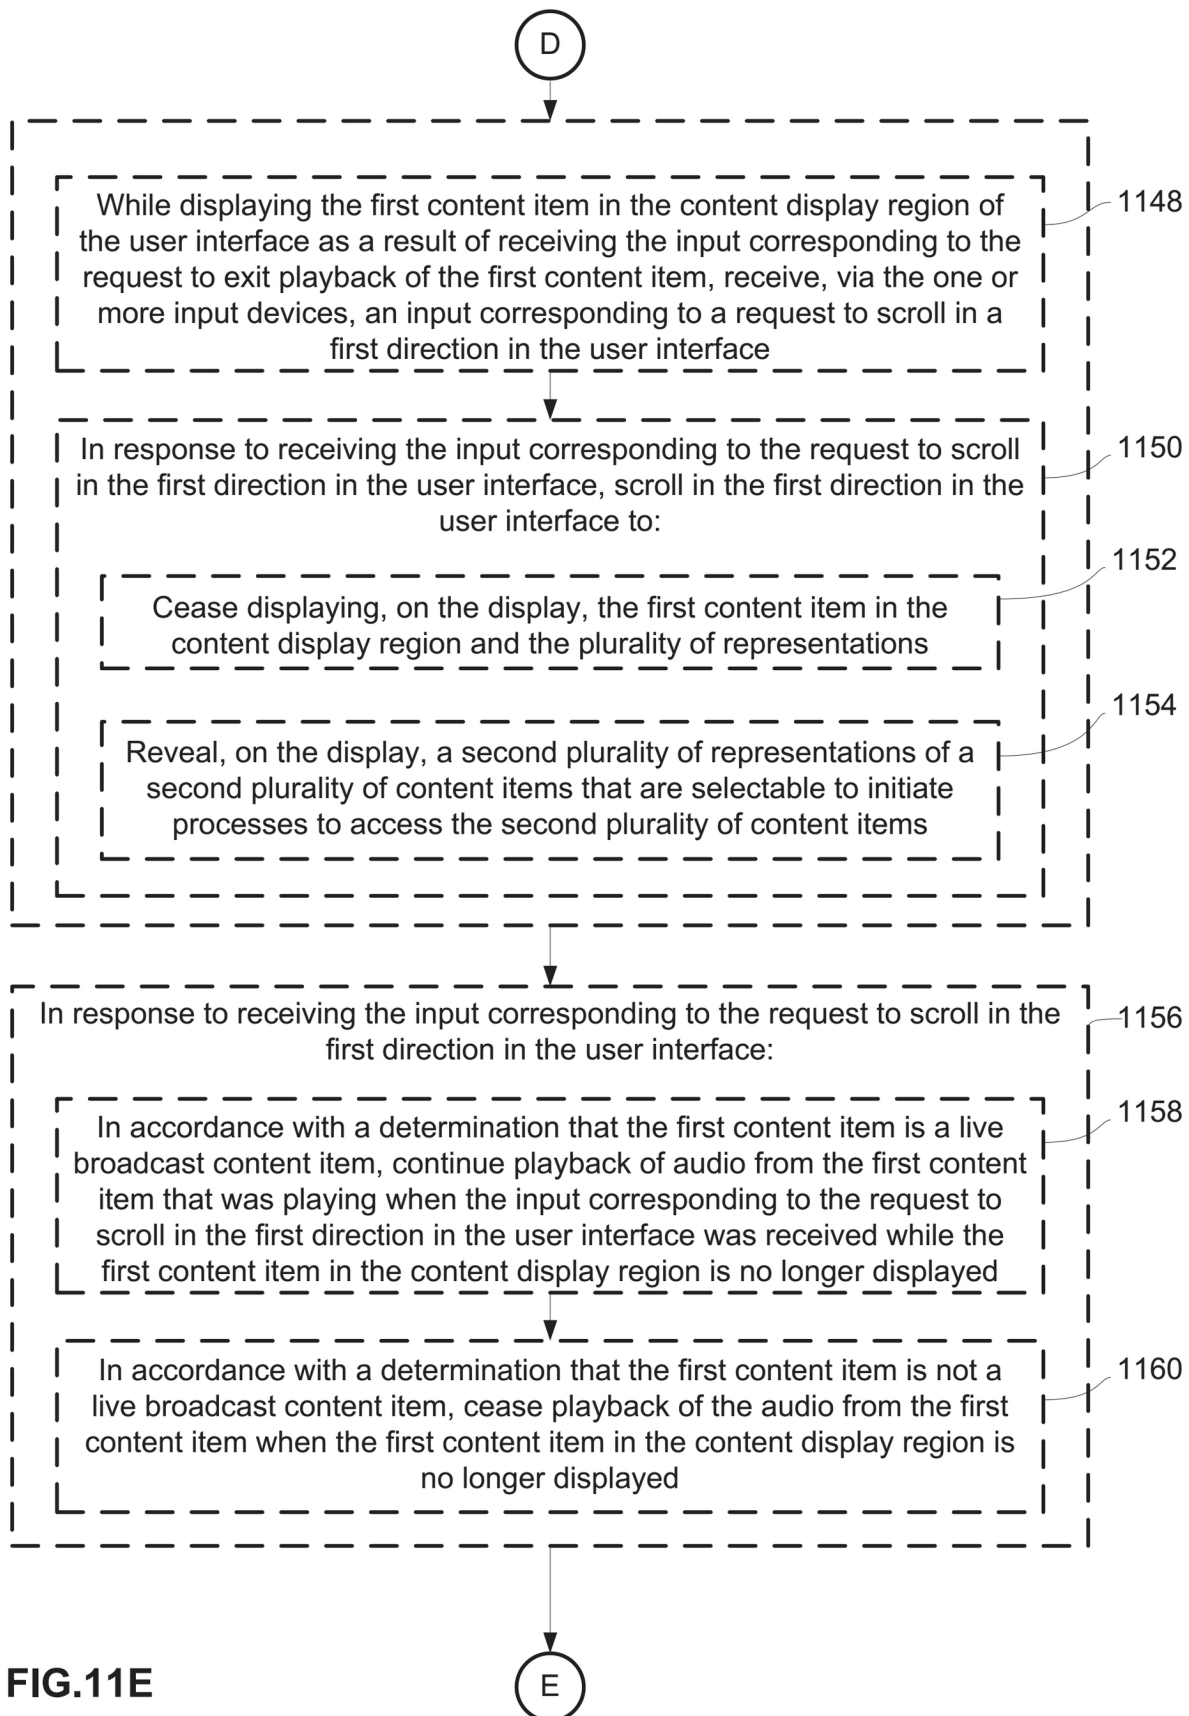 D
While displaying the first content item in the content display region of
the user interface as a result of receiving the input corresponding to the
request to exit playback of the first content item, receive, via the one or
more input devices, an input corresponding to a request to scroll in a
first direction in the user interface
1148
In response to receiving the input corresponding to the request to scroll
in the first direction in the user interface, scroll in the first direction in the
user interface to:
1150
Cease displaying, on the display, the first content item in the
content display region and the plurality of representations
1152
Reveal, on the display, a second plurality of representations of a
second plurality of content items that are selectable to initiate
processes to access the second plurality of content items
1154
In response to receiving the input corresponding to the request to scroll in the
first direction in the user interface:
1156
In accordance with a determination that the first content item is a live
broadcast content item, continue playback of audio from the first content
item that was playing when the input corresponding to the request to
scroll in the first direction in the user interface was received while the
first content item in the content display region is no longer displayed
1158
In accordance with a determination that the first content item is not a
live broadcast content item, cease playback of the audio from the first
content item when the first content item in the content display region is
no longer displayed
1160
FIG.11E
E